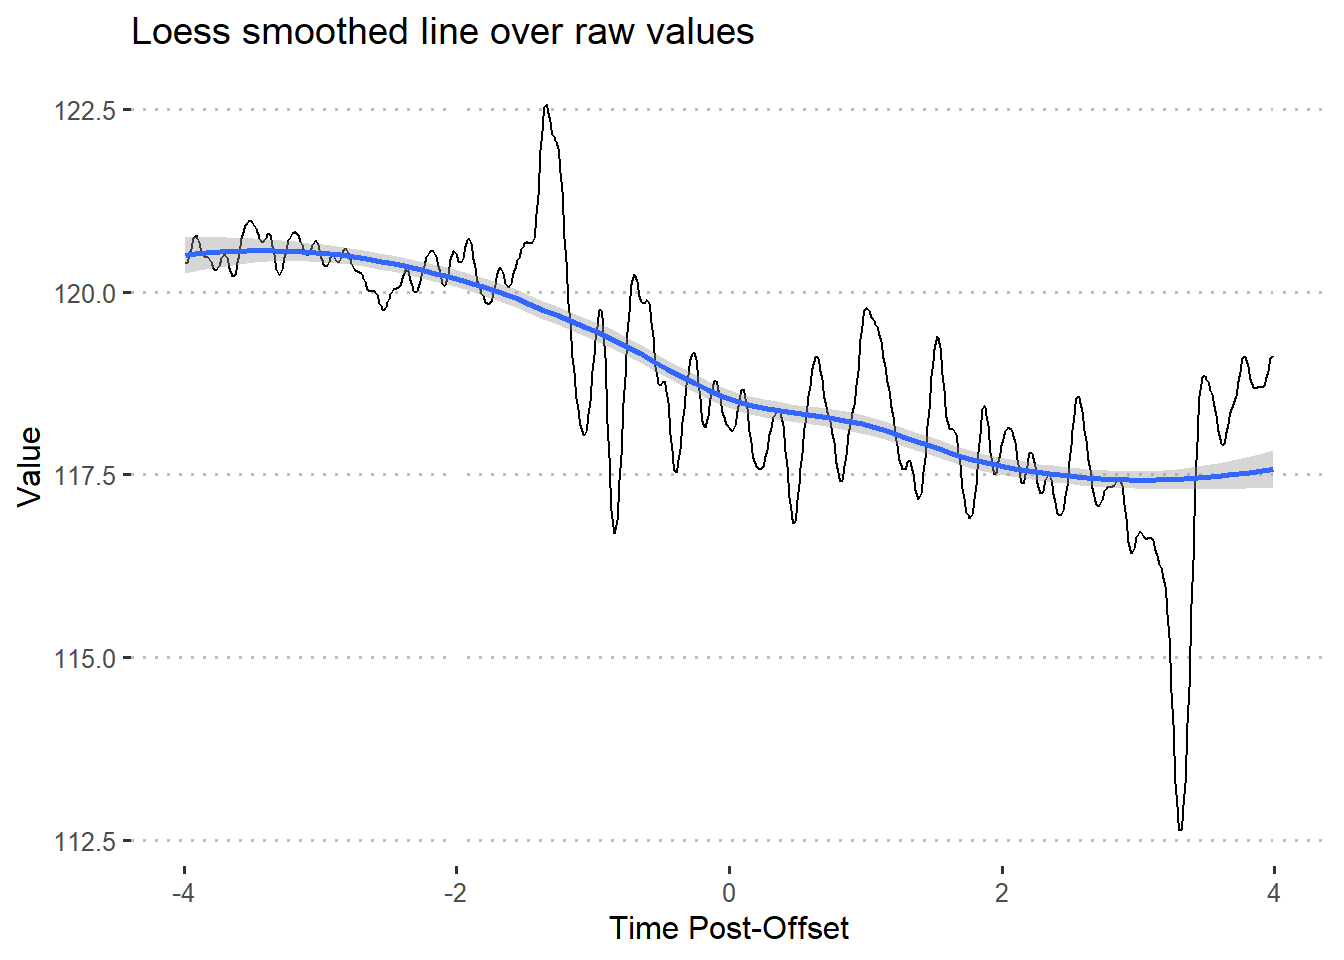 Loess smoothed line over raw values
122.5
120.0
117.5
115.0
112.5
Value
-4 -2 0 2 4
Time Post-Offset